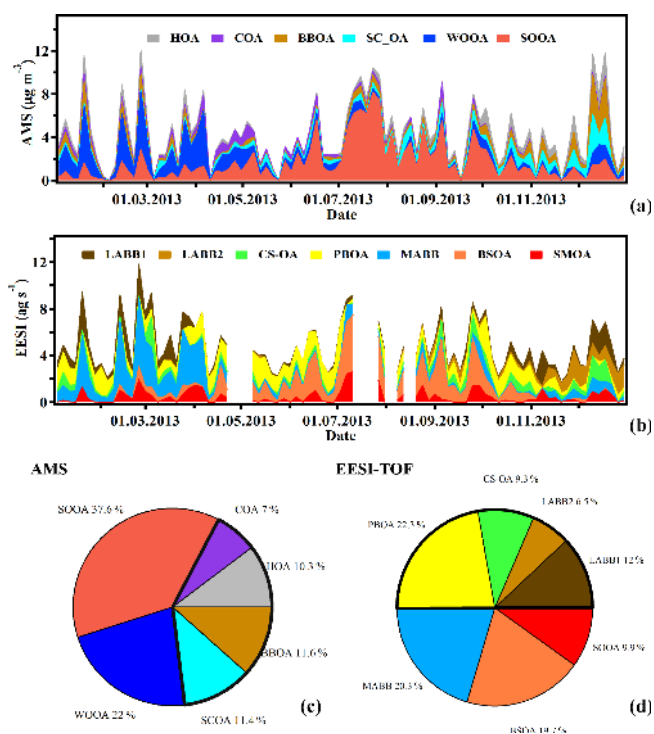 HOA COA BBOA SC_OA WOOA SOOA
12
8
4
0
AMS (µg m-3)
01.03.2013 01.05.2013 01.07.2013 01.09.2013 01.11.2013
Date
(a)
LABB1 LABB2 CS-OA PBOA MABB BSOA SMOA
12
8
4
0
EESI (ag s-1)
01.03.2013 01.05.2013 01.07.2013 01.09.2013 01.11.2013
Date
(b)
AMS
SOOA 37.6 %
COA 7 %
HOA 10.3 %
BBOA 11.6 %
SCOA 11.4 %
WOOA 22 %
(c)
EESI-TOF
CS-OA 9.3 %
LABB2 6.5 %
PBOA 22.3 %
LABB1 12 %
SOOA 9.9 %
MABB 20.3 %
BSOA 19.7 %
(d)